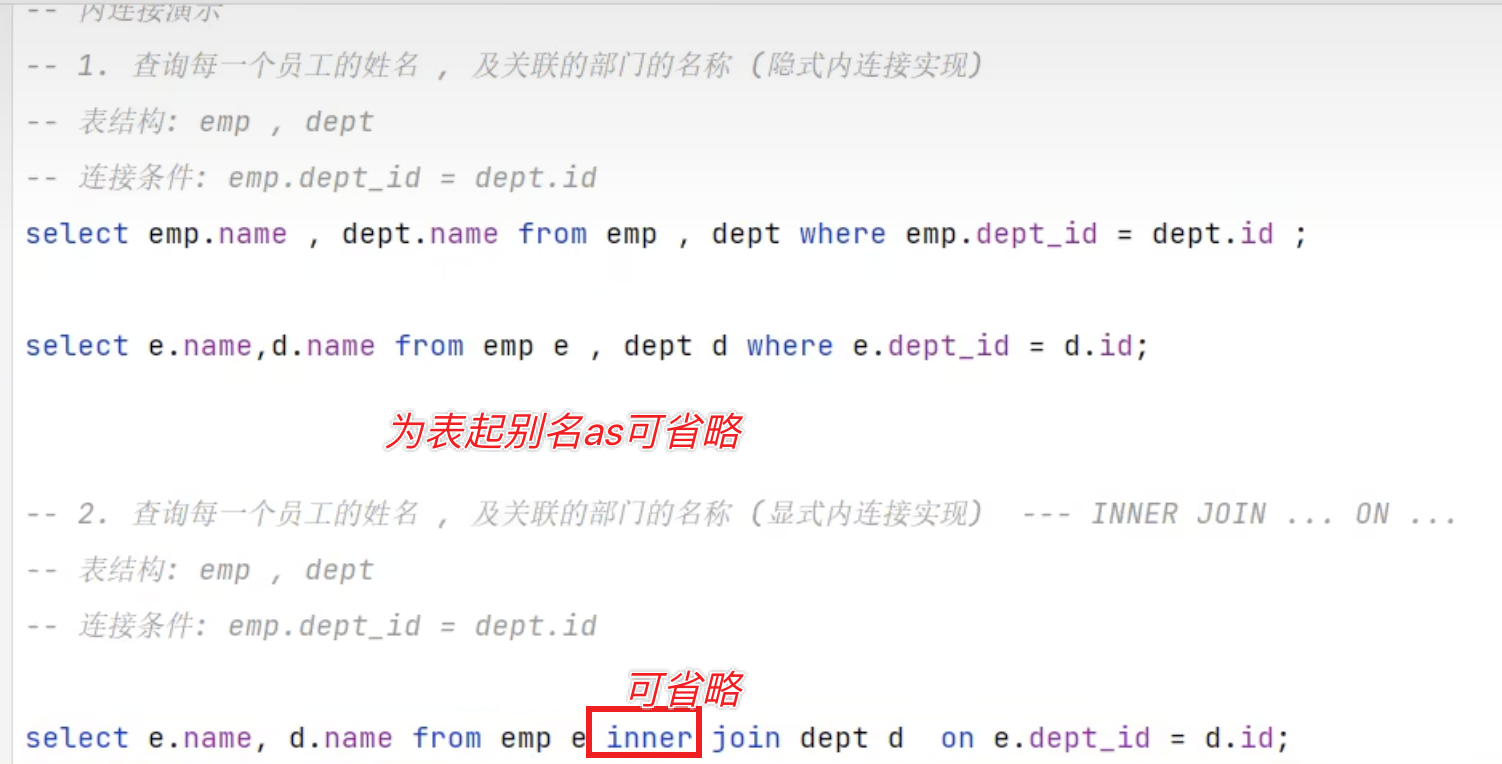 -- 内连接演示
-- 1. 查询每一个员工的姓名 , 及关联的部门的名称 (隐式内连接实现)
-- 表结构: emp , dept
-- 连接条件: emp.dept_id = dept.id
select emp.name , dept.name from emp , dept where emp.dept_id = dept.id ;
select e.name,d.name from emp e , dept d where e.dept_id = d.id;
为表起别名as可省略
-- 2. 查询每一个员工的姓名 , 及关联的部门的名称 (显式内连接实现) --- INNER JOIN ... ON ...
-- 表结构: emp , dept
-- 连接条件: emp.dept_id = dept.id
可省略
select e.name, d.name from emp e inner join dept d on e.dept_id = d.id;